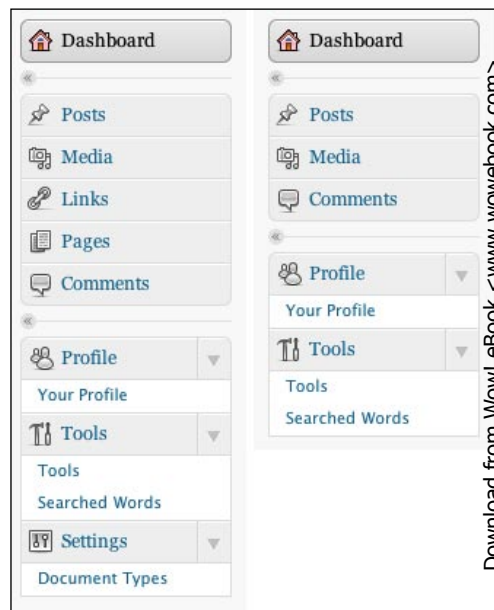 Dashboard
Posts
Media
Links
Pages
Comments
Profile
Your Profile
Tools
Tools
Searched Words
Settings
Document Types
Dashboard
Posts
Media
Comments
Profile
Your Profile
Tools
Tools
Searched Words
Download from Wow! eBook <www.wowebook.com>